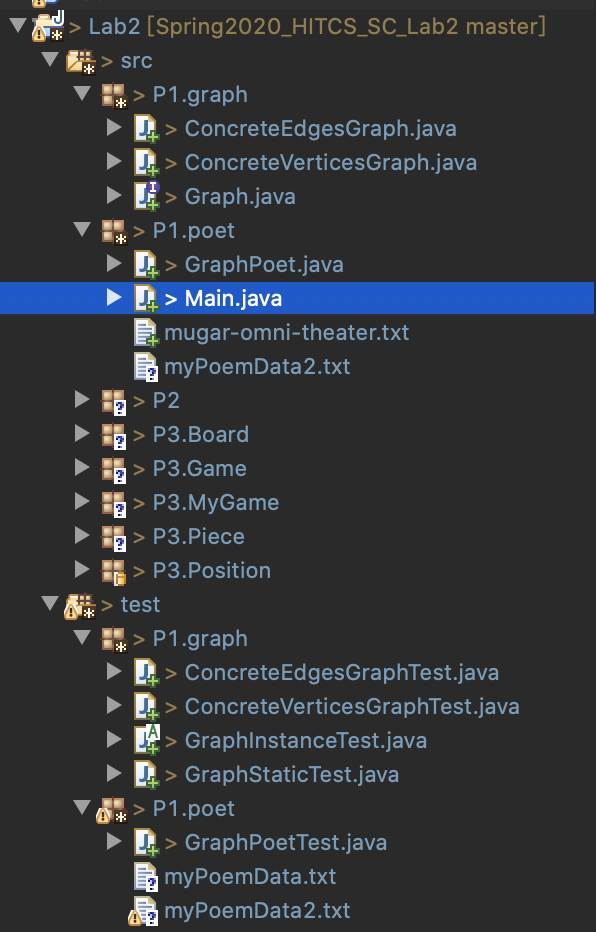 > Lab2 [Spring2020_HITCS_SC_Lab2 master]
> src
> P1.graph
> ConcreteEdgesGraph.java
> ConcreteVerticesGraph.java
> Graph.java
> P1.poet
> GraphPoet.java
> Main.java
mugar-omni-theater.txt
myPoemData2.txt
> P2
> P3.Board
> P3.Game
> P3.MyGame
> P3.Piece
> P3.Position
> test
> P1.graph
> ConcreteEdgesGraphTest.java
> ConcreteVerticesGraphTest.java
> GraphInstanceTest.java
> GraphStaticTest.java
> P1.poet
> GraphPoetTest.java
myPoemData.txt
myPoemData2.txt